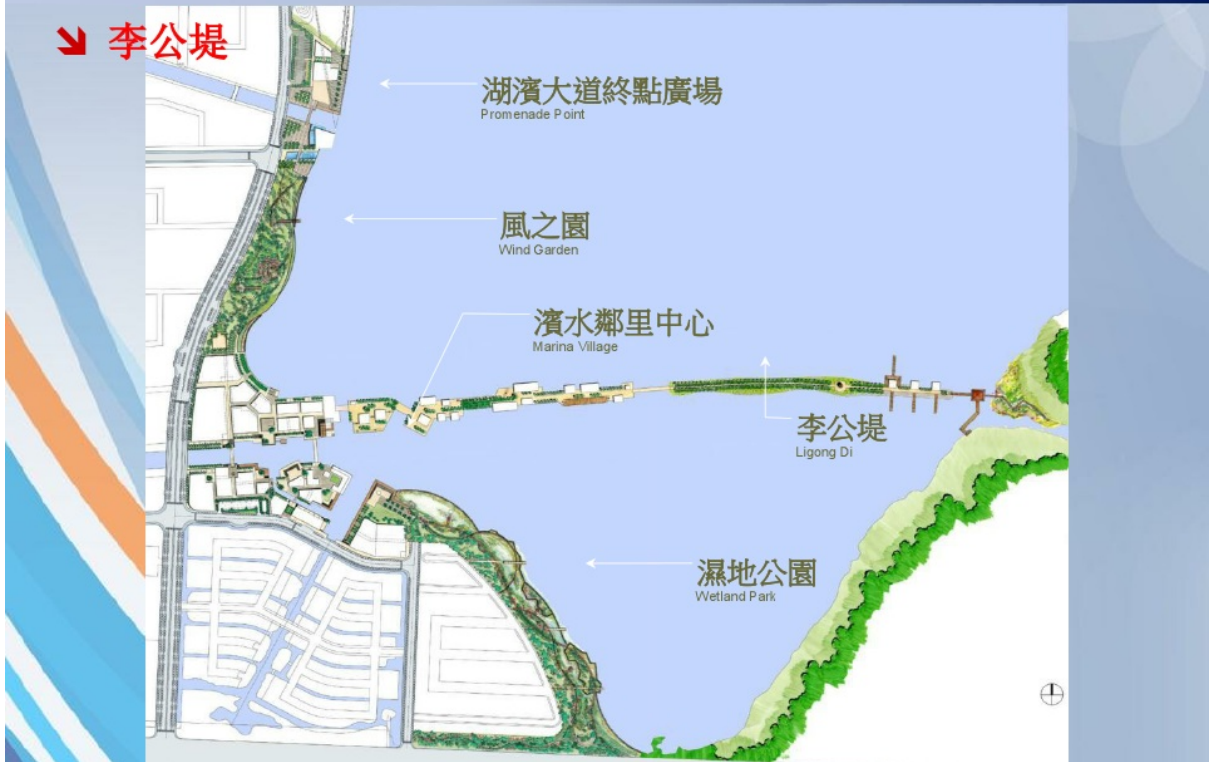 李公堤
湖濱大道終點廣場
Promenade Point
風之園
Wind Garden
濱水鄰里中心
Marina Village
李公堤
Ligong Di
濕地公園
Wetland Park